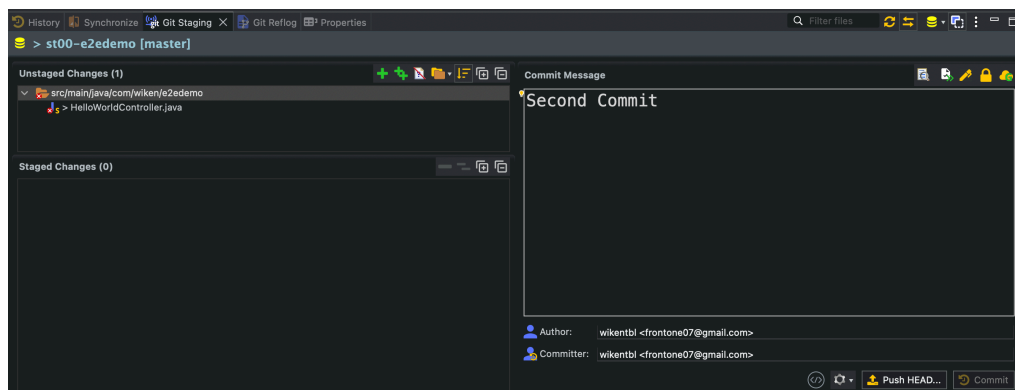 History Synchronize Git Staging Git Reflog Properties Filter files
> st00-e2edemo [master]
Unstaged Changes (1)
src/main/java/com/wiken/e2edemo
> HelloWorldController.java
Staged Changes (0)
Commit Message
Second Commit
Author: wikentbl <frontone07@gmail.com>
Committer: wikentbl <frontone07@gmail.com>
Push HEAD... Commit